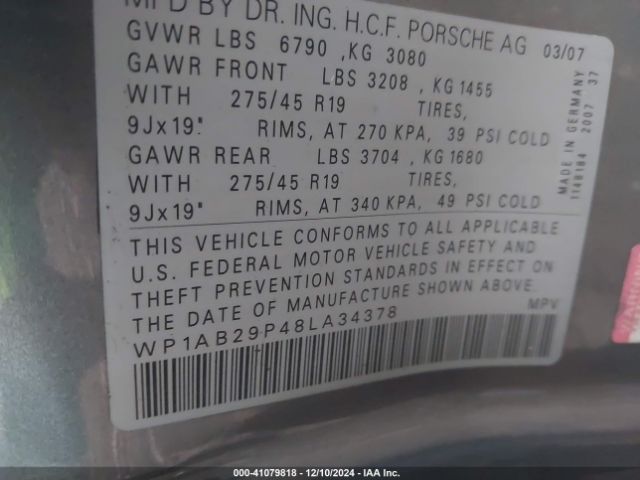 MFD BY DR. ING. H.C.F. PORSCHE AG 03/07
GVWR LBS 6790 ,KG 3080
GAWR FRONT LBS 3208 , KG 1455
WITH 275/45 R19 TIRES,
9Jx19" RIMS, AT 270 KPA, 39 PSI COLD
GAWR REAR LBS 3704 , KG 1680
WITH 275/45 R19 TIRES,
9Jx19" RIMS, AT 340 KPA, 49 PSI COLD
THIS VEHICLE CONFORMS TO ALL APPLICABLE
U.S. FEDERAL MOTOR VEHICLE SAFETY AND
THEFT PREVENTION STANDARDS IN EFFECT ON
THE DATE OF MANUFACTURE SHOWN ABOVE.
WP1AB29P48LA34378 MPV
MADE IN GERMANY
1148184 2007 37
000-41079818 - 12/10/2024 - IAA Inc.